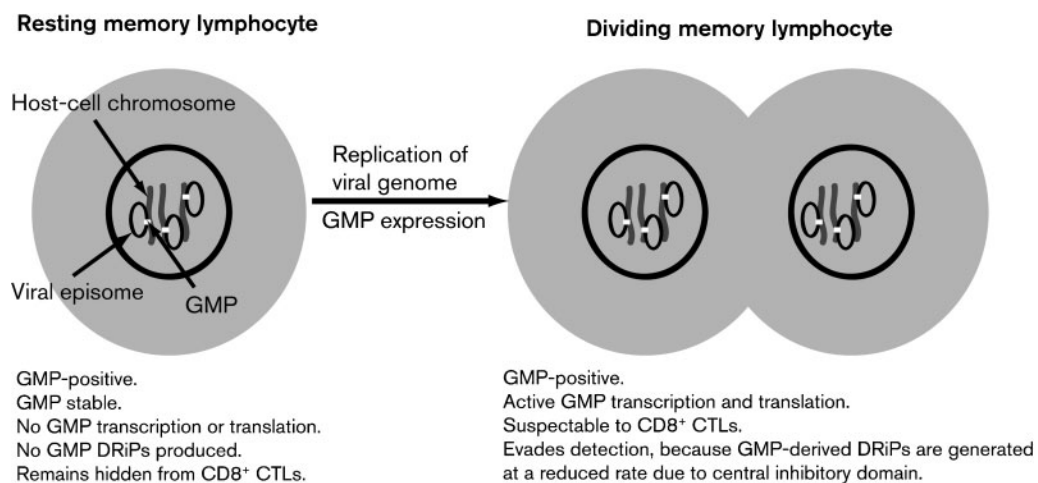 Resting memory lymphocyte
Dividing memory lymphocyte
Host-cell chromosome
Replication of
viral genome
GMP expression
Viral episome
GMP
GMP-positive.
GMP stable.
No GMP transcription or translation.
No GMP DRiPs produced.
Remains hidden from CD8⁺ CTLs.
GMP-positive.
Active GMP transcription and translation.
Suspectable to CD8⁺ CTLs.
Evades detection, because GMP-derived DRiPs are generated
at a reduced rate due to central inhibitory domain.